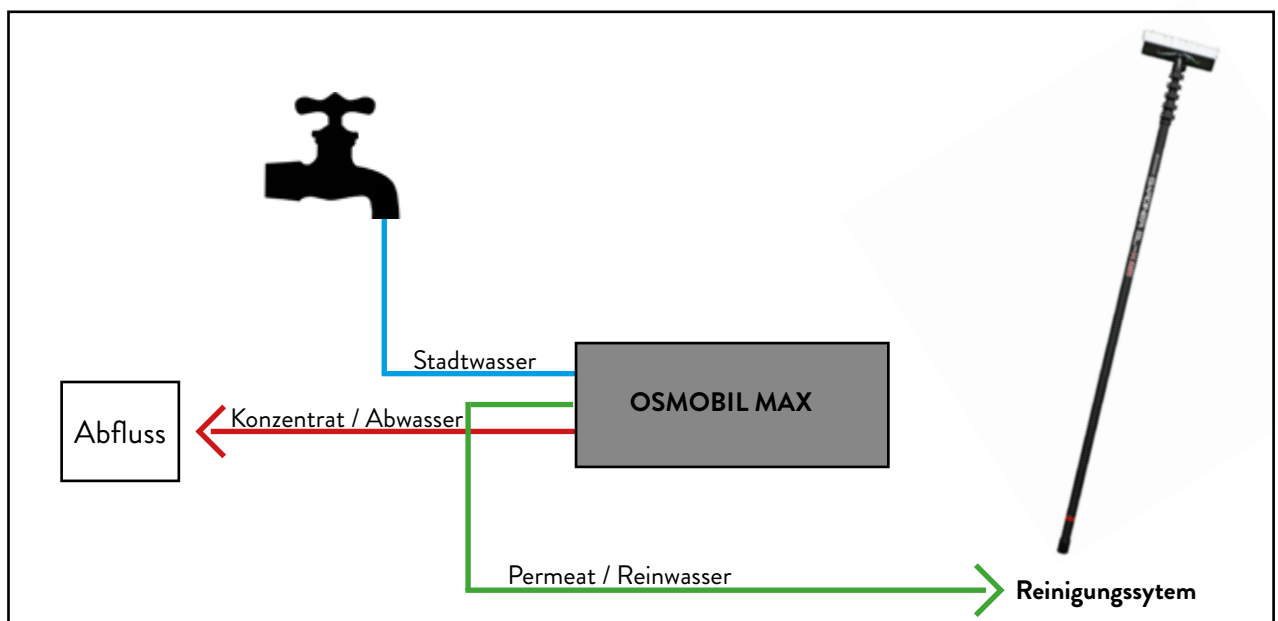 Stadtwasser
OSMOBIL MAX
Abfluss
Konzentrat / Abwasser
Permeat / Reinwasser
Reinigungssytem